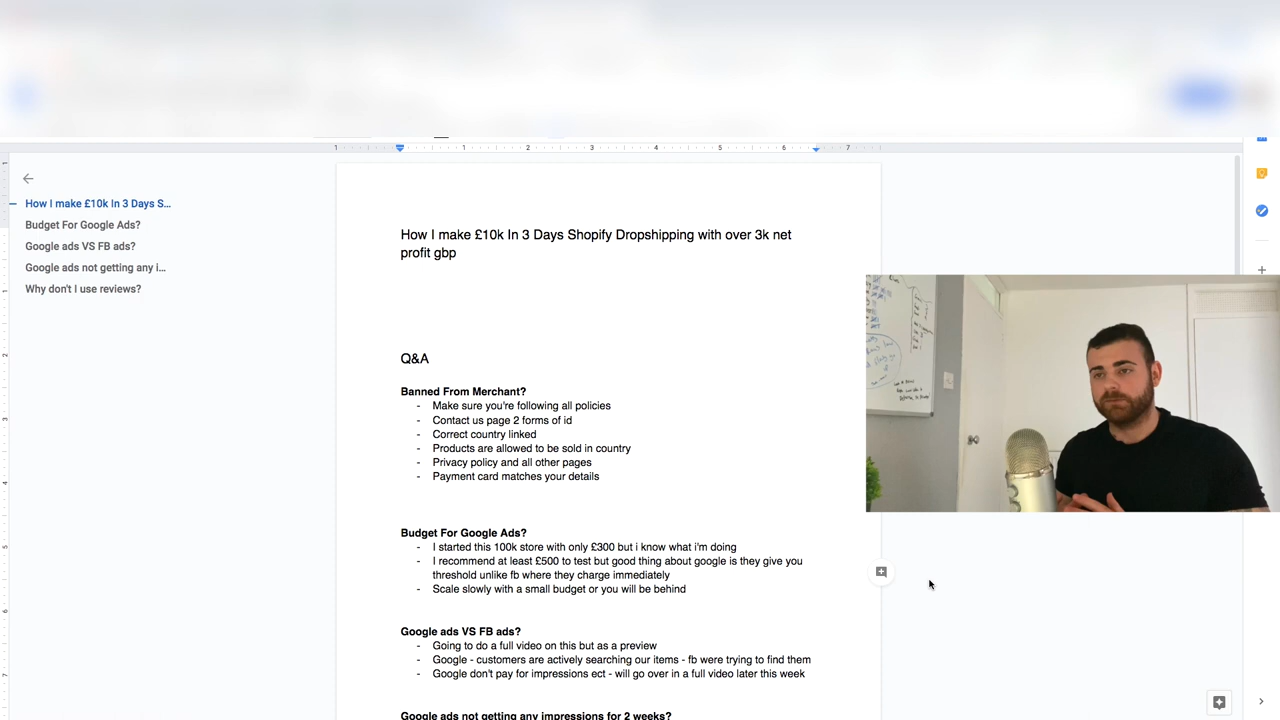 How I make £10k In 3 Days S...
Budget For Google Ads?
Google ads VS FB ads?
Google ads not getting any i...
Why don't I use reviews?
1 1 2 3 4 5 6 7
How I make £10k In 3 Days Shopify Dropshipping with over 3k net
profit gbp
Q&A
Banned From Merchant?
- Make sure you're following all policies
- Contact us page 2 forms of id
- Correct country linked
- Products are allowed to be sold in country
- Privacy policy and all other pages
- Payment card matches your details
Budget For Google Ads?
- I started this 100k store with only £300 but i know what i'm doing
- I recommend at least £500 to test but good thing about google is they give you
threshold unlike fb where they charge immediately
- Scale slowly with a small budget or you will be behind
Google ads VS FB ads?
- Going to do a full video on this but as a preview
- Google - customers are actively searching our items - fb were trying to find them
- Google don't pay for impressions ect - will go over in a full video later this week
Google ads not getting any impressions for 2 weeks?